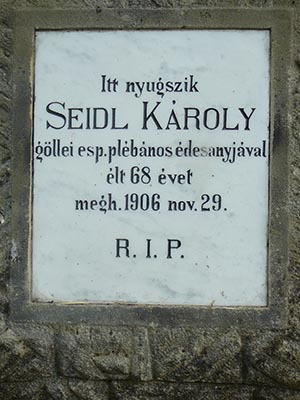 Itt nyugszik
SEIDL KÁROLY
göllei esp.plébános édesanyjával
élt 68 évet
megh.1906 nov.29.
R.I.P.